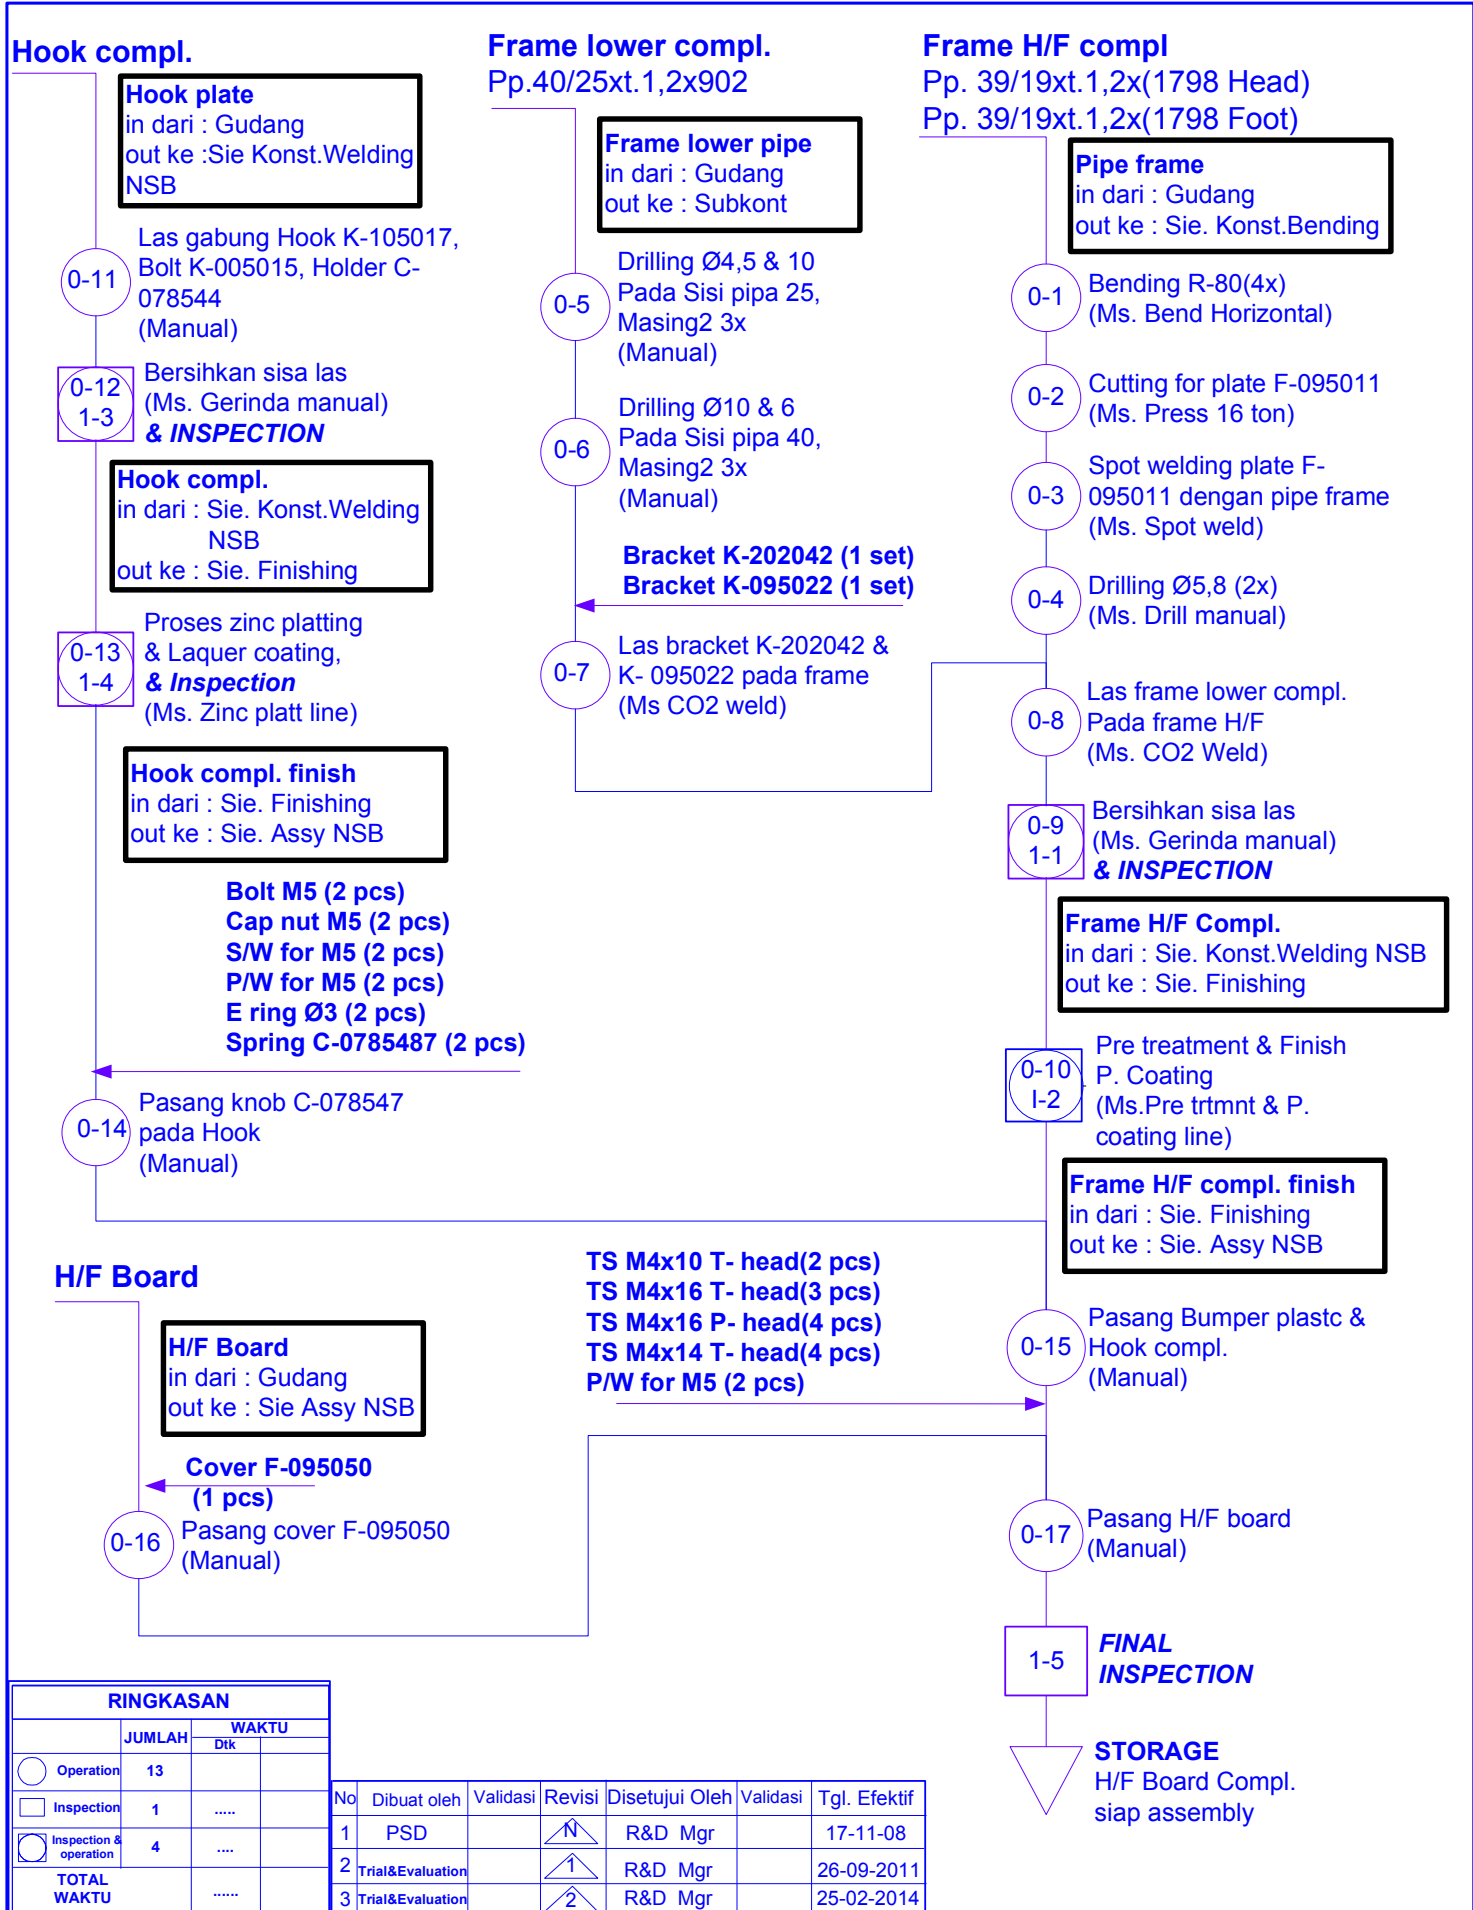 Hook compl.
Hook plate
in dari : Gudang
out ke :Sie Konst.Welding
NSB
0-11
Las gabung Hook K-105017,
Bolt K-005015, Holder C-
078544
(Manual)
0-12
1-3
Bersihkan sisa las
(Ms. Gerinda manual)
& INSPECTION
Hook compl.
in dari : Sie. Konst.Welding
NSB
out ke : Sie. Finishing
0-13
1-4
Proses zinc platting
& Laquer coating,
& Inspection
(Ms. Zinc platt line)
Hook compl. finish
in dari : Sie. Finishing
out ke : Sie. Assy NSB
Bolt M5 (2 pcs)
Cap nut M5 (2 pcs)
S/W for M5 (2 pcs)
P/W for M5 (2 pcs)
E ring Ø3 (2 pcs)
Spring C-0785487 (2 pcs)
0-14
Pasang knob C-078547
pada Hook
(Manual)
Frame lower compl.
Pp.40/25xt.1,2x902
Frame lower pipe
in dari : Gudang
out ke : Subkont
0-5
Drilling Ø4,5 & 10
Pada Sisi pipa 25,
Masing2 3x
(Manual)
0-6
Drilling Ø10 & 6
Pada Sisi pipa 40,
Masing2 3x
(Manual)
Bracket K-202042 (1 set)
Bracket K-095022 (1 set)
0-7
Las bracket K-202042 &
K- 095022 pada frame
(Ms CO2 weld)
Frame H/F compl
Pp. 39/19xt.1,2x(1798 Head)
Pp. 39/19xt.1,2x(1798 Foot)
Pipe frame
in dari : Gudang
out ke : Sie. Konst.Bending
0-1
Bending R-80(4x)
(Ms. Bend Horizontal)
0-2
Cutting for plate F-095011
(Ms. Press 16 ton)
0-3
Spot welding plate F-
095011 dengan pipe frame
(Ms. Spot weld)
0-4
Drilling Ø5,8 (2x)
(Ms. Drill manual)
0-8
Las frame lower compl.
Pada frame H/F
(Ms. CO2 Weld)
0-9
1-1
Bersihkan sisa las
(Ms. Gerinda manual)
& INSPECTION
Frame H/F Compl.
in dari : Sie. Konst.Welding NSB
out ke : Sie. Finishing
0-10
I-2
Pre treatment & Finish
P. Coating
(Ms.Pre trtmnt & P.
coating line)
Frame H/F compl. finish
in dari : Sie. Finishing
out ke : Sie. Assy NSB
H/F Board
H/F Board
in dari : Gudang
out ke : Sie Assy NSB
Cover F-095050
(1 pcs)
0-16
Pasang cover F-095050
(Manual)
TS M4x10 T- head(2 pcs)
TS M4x16 T- head(3 pcs)
TS M4x16 P- head(4 pcs)
TS M4x14 T- head(4 pcs)
P/W for M5 (2 pcs)
0-15
Pasang Bumper plastc &
Hook compl.
(Manual)
0-17
Pasang H/F board
(Manual)
1-5
FINAL
INSPECTION
STORAGE
H/F Board Compl.
siap assembly
RINGKASAN
JUMLAH WAKTU
Dtk
Operation 13
Inspection 1 .....
Inspection &
operation 4 ....
TOTAL
WAKTU ......
No Dibuat oleh Validasi Revisi Disetujui Oleh Validasi Tgl. Efektif
1 PSD N R&D Mgr 17-11-08
2 Trial&Evaluation 1 R&D Mgr 26-09-2011
3 Trial&Evaluation 2 R&D Mgr 25-02-2014